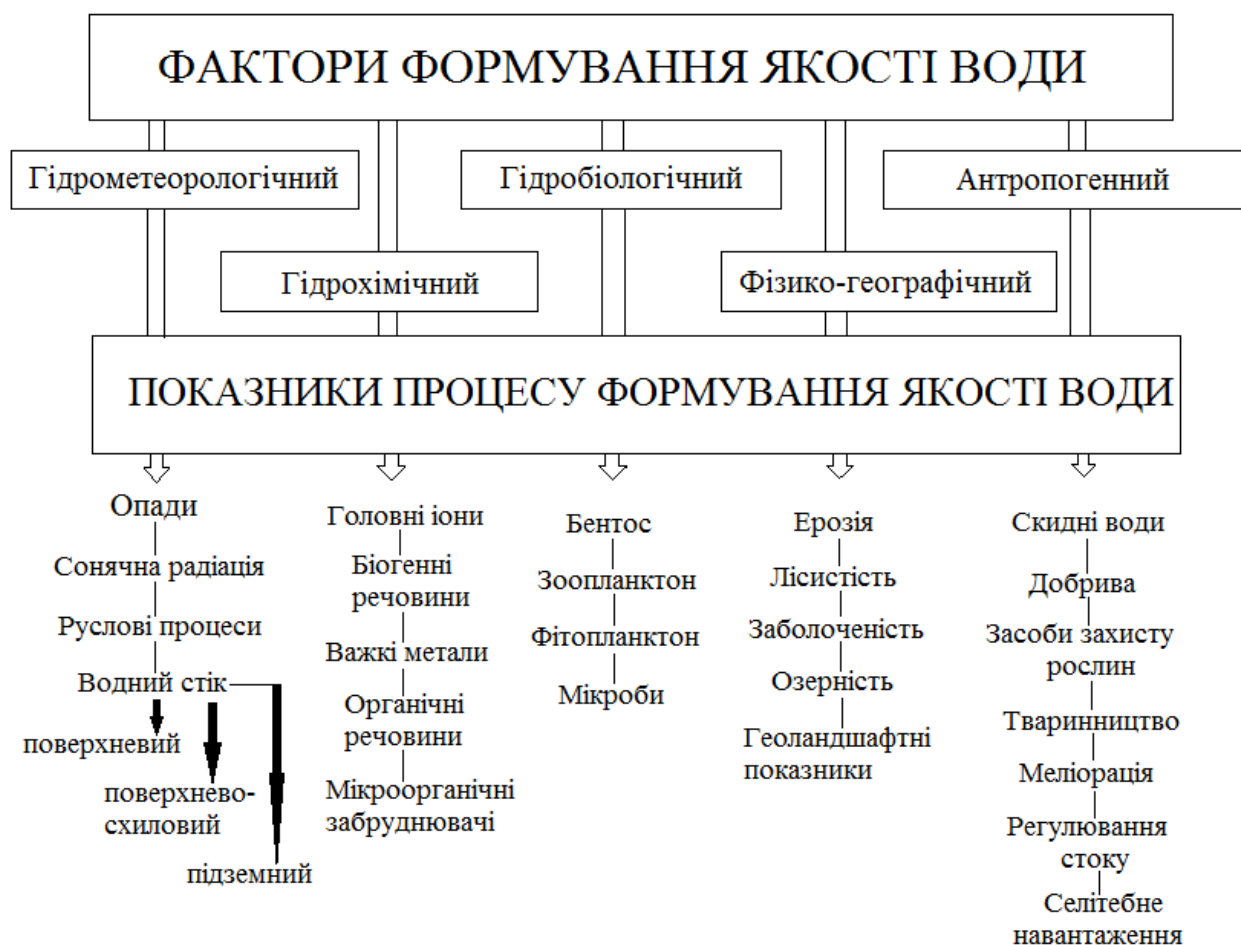 ФАКТОРИ ФОРМУВАННЯ ЯКОСТІ ВОДИ
Гідрометеорологічний
Гідробіологічний
Антропогенний
Гідрохімічний
Фізико-географічний
ПОКАЗНИКИ ПРОЦЕСУ ФОРМУВАННЯ ЯКОСТІ ВОДИ
Опади
Сонячна радіація
Руслові процеси
Водний стік
поверхневий
поверхнево-
схиловий
підземний
Головні іони
Біогенні
речовини
Важкі метали
Органічні
речовини
Мікроорганічні
забруднювачі
Бентос
Зоопланктон
Фітопланктон
Мікроби
Ерозія
Лісистість
Заболоченість
Озерність
Геоландшафтні
показники
Скидні води
Добрива
Засоби захисту
рослин
Тваринництво
Меліорація
Регулювання
стоку
Селітебне
навантаження